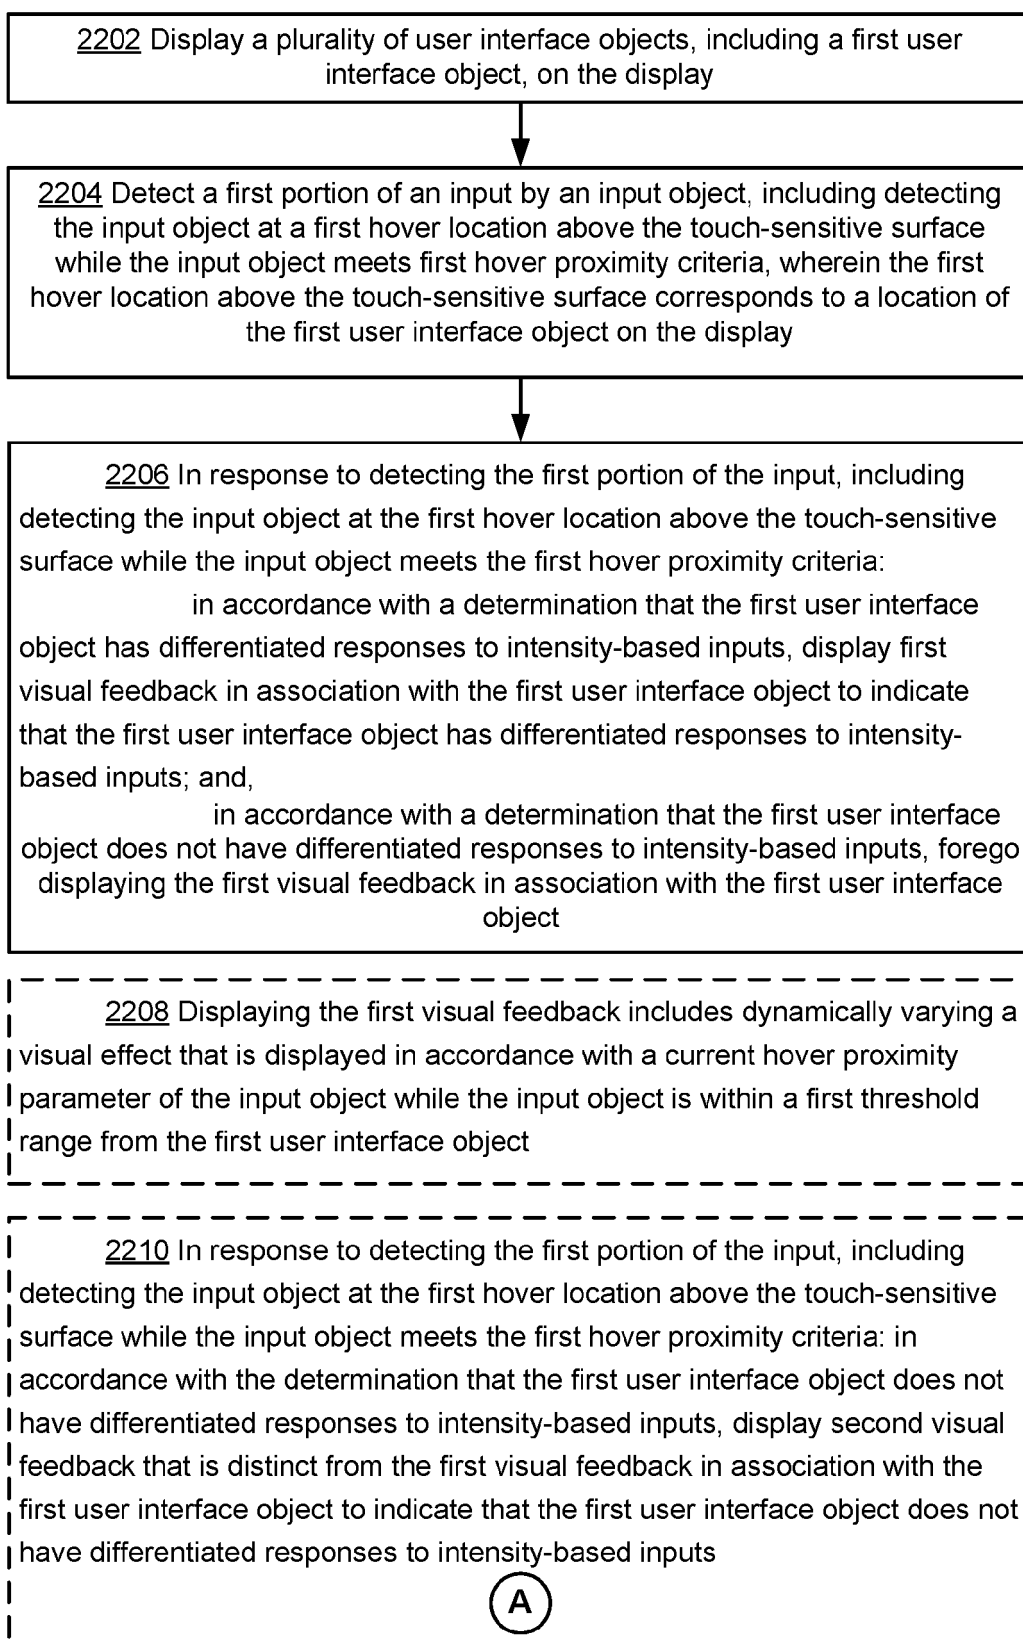 2202 Display a plurality of user interface objects, including a first user
interface object, on the display
2204 Detect a first portion of an input by an input object, including detecting
the input object at a first hover location above the touch-sensitive surface
while the input object meets first hover proximity criteria, wherein the first
hover location above the touch-sensitive surface corresponds to a location of
the first user interface object on the display
2206 In response to detecting the first portion of the input, including
detecting the input object at the first hover location above the touch-sensitive
surface while the input object meets the first hover proximity criteria:
in accordance with a determination that the first user interface
object has differentiated responses to intensity-based inputs, display first
visual feedback in association with the first user interface object to indicate
that the first user interface object has differentiated responses to intensity-
based inputs; and,
in accordance with a determination that the first user interface
object does not have differentiated responses to intensity-based inputs, forego
displaying the first visual feedback in association with the first user interface
object
2208 Displaying the first visual feedback includes dynamically varying a
visual effect that is displayed in accordance with a current hover proximity
parameter of the input object while the input object is within a first threshold
range from the first user interface object
2210 In response to detecting the first portion of the input, including
detecting the input object at the first hover location above the touch-sensitive
surface while the input object meets the first hover proximity criteria: in
accordance with the determination that the first user interface object does not
have differentiated responses to intensity-based inputs, display second visual
feedback that is distinct from the first visual feedback in association with the
first user interface object to indicate that the first user interface object does not
have differentiated responses to intensity-based inputs
A